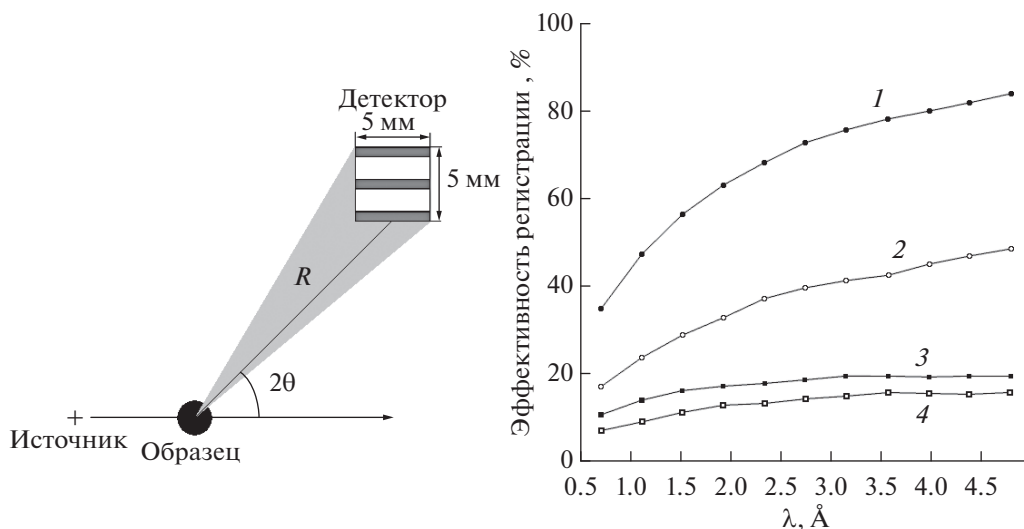 Детектор
5 мм
5 мм
R
2θ
Источник
Образец
Эффективность регистрации , %
100
80
60
40
20
0
1
2
3
4
0.5 1.0 1.5 2.0 2.5 3.0 3.5 4.0 4.5
λ, Å